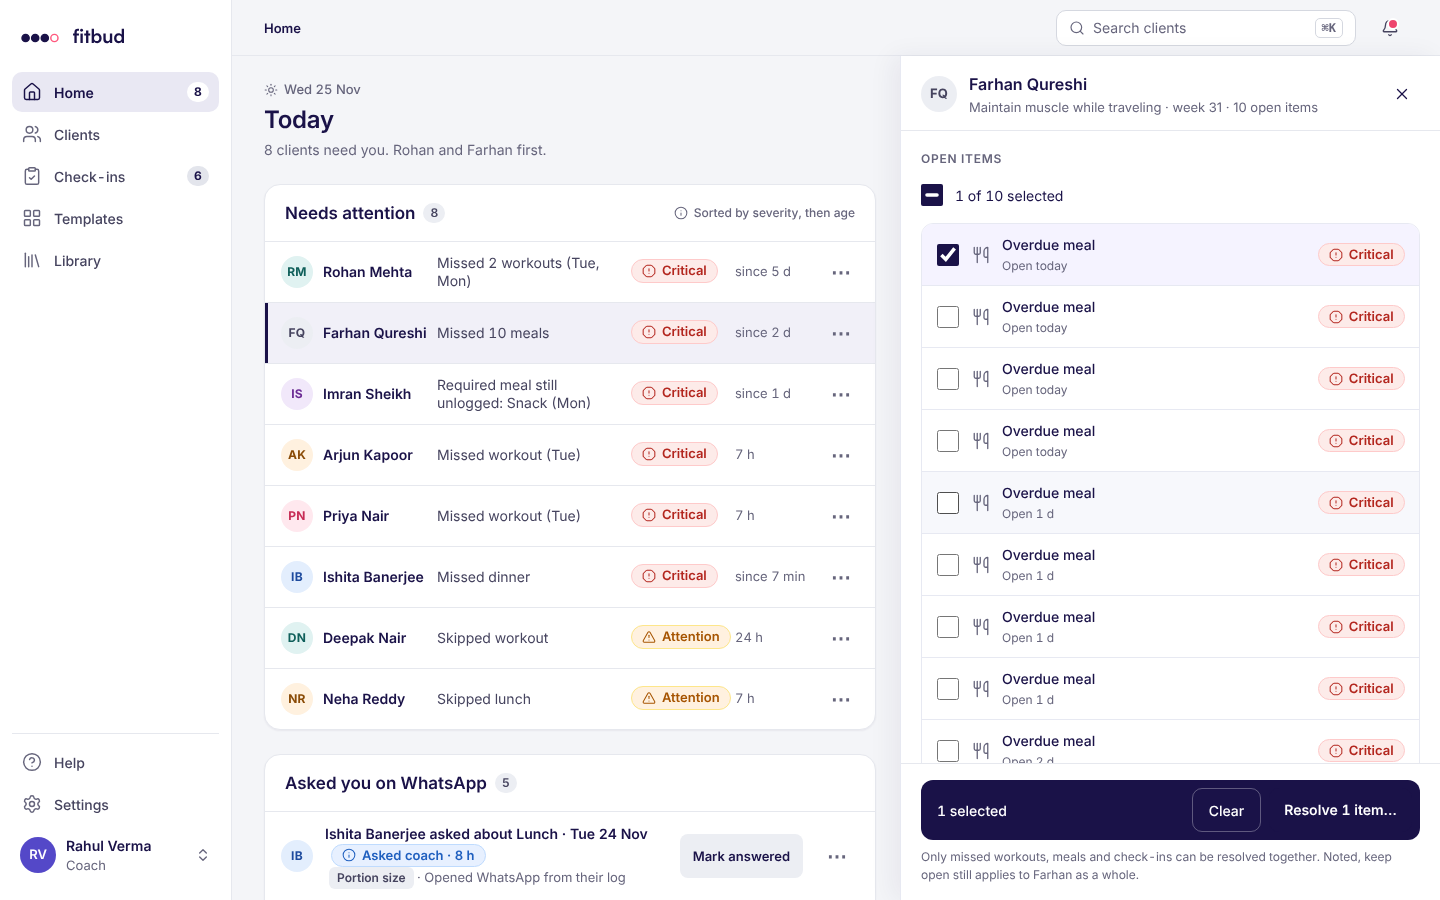 fitbud
Home 8
Clients
Check-ins 6
Templates
Library
Help
Settings
RV Rahul Verma
Coach
Home
Search clients ⌘K
Wed 25 Nov
Today
8 clients need you. Rohan and Farhan first.
Needs attention 8 Sorted by severity, then age
RM Rohan Mehta Missed 2 workouts (Tue, Mon) Critical since 5 d
FQ Farhan Qureshi Missed 10 meals Critical since 2 d
IS Imran Sheikh Required meal still unlogged: Snack (Mon) Critical since 1 d
AK Arjun Kapoor Missed workout (Tue) Critical 7 h
PN Priya Nair Missed workout (Tue) Critical 7 h
IB Ishita Banerjee Missed dinner Critical since 7 min
DN Deepak Nair Skipped workout Attention 24 h
NR Neha Reddy Skipped lunch Attention 7 h
Asked you on WhatsApp 5
IB Ishita Banerjee asked about Lunch · Tue 24 Nov
Asked coach · 8 h
Portion size · Opened WhatsApp from their log
Mark answered
FQ Farhan Qureshi
Maintain muscle while traveling · week 31 · 10 open items
OPEN ITEMS
1 of 10 selected
Overdue meal Critical
Open today
Overdue meal Critical
Open today
Overdue meal Critical
Open today
Overdue meal Critical
Open today
Overdue meal Critical
Open 1 d
Overdue meal Critical
Open 1 d
Overdue meal Critical
Open 1 d
Overdue meal Critical
Open 1 d
Overdue meal Critical
Open 2 d
1 selected Clear Resolve 1 item...
Only missed workouts, meals and check-ins can be resolved together. Noted, keep
open still applies to Farhan as a whole.